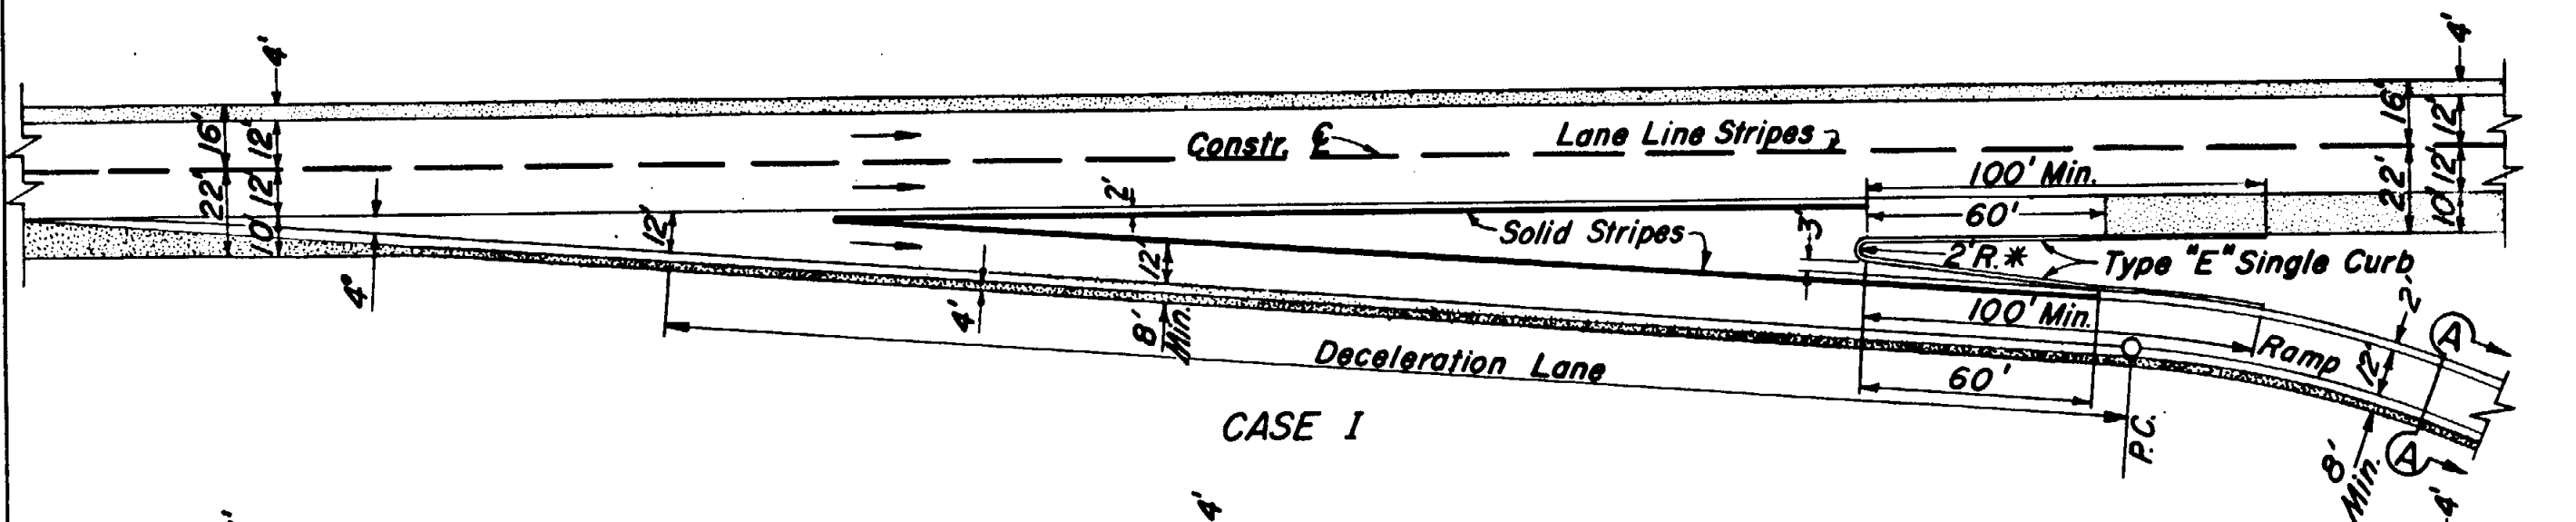 4'
4'
16'
12'
22'
12'
10'
4°
12'
Constr. ℄
Lane Line Stripes
2'
12'
Solid Stripes
3'
100' Min.
60'
2'R.*
Type "E" Single Curb
16'
12'
22'
12'
10'
2'
A
4'
8'
Min.
Deceleration Lane
100' Min.
60'
Ramp
12'
P.C.
8'
Min.
A
CASE I
4'
4'